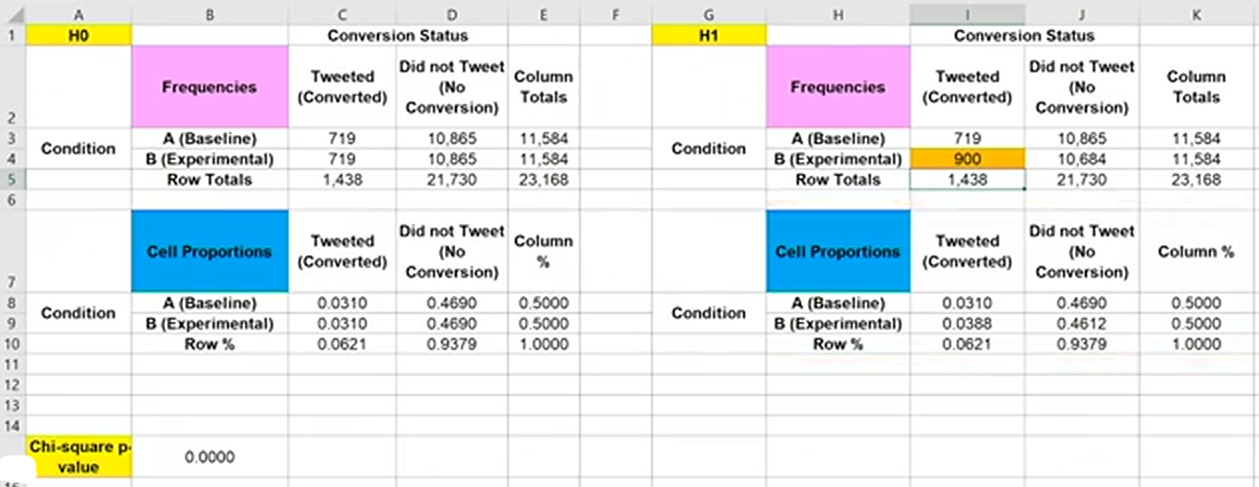 A B C D E F G H I J K
1 H0 Conversion Status H1 Conversion Status
2 Frequencies Tweeted (Converted) Did not Tweet (No Conversion) Column Totals Frequencies Tweeted (Converted) Did not Tweet (No Conversion) Column Totals
3 Condition A (Baseline) 719 10,865 11,584 Condition A (Baseline) 719 10,865 11,584
4 B (Experimental) 719 10,865 11,584 B (Experimental) 900 10,684 11,584
5 Row Totals 1,438 21,730 23,168 Row Totals 1,438 21,730 23,168
6
7 Cell Proportions Tweeted (Converted) Did not Tweet (No Conversion) Column % Cell Proportions Tweeted (Converted) Did not Tweet (No Conversion) Column %
8 Condition A (Baseline) 0.0310 0.4690 0.5000 Condition A (Baseline) 0.0310 0.4690 0.5000
9 B (Experimental) 0.0310 0.4690 0.5000 B (Experimental) 0.0388 0.4612 0.5000
10 Row % 0.0621 0.9379 1.0000 Row % 0.0621 0.9379 1.0000
11
12
13
14
Chi-square p-value 0.0000